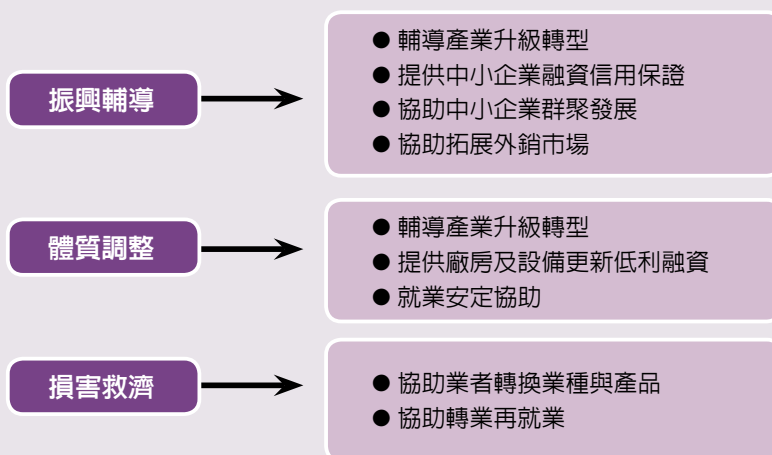 振興輔導
● 輔導產業升級轉型
● 提供中小企業融資信用保證
● 協助中小企業群聚發展
● 協助拓展外銷市場
體質調整
● 輔導產業升級轉型
● 提供廠房及設備更新低利融資
● 就業安定協助
損害救濟
● 協助業者轉換業種與產品
● 協助轉業再就業